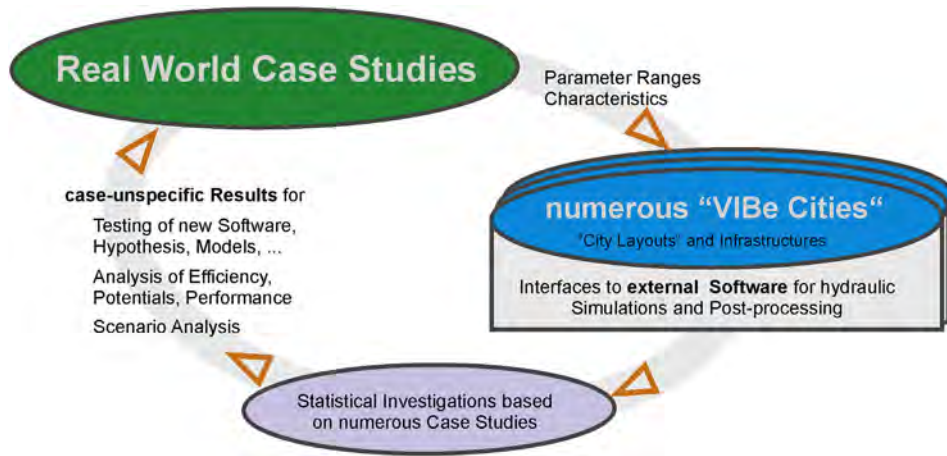 Real World Case Studies
Parameter Ranges
Characteristics
numerous "VIBe Cities"
"City Layouts" and Infrastructures
Interfaces to external Software for hydraulic
Simulations and Post-processing
Statistical Investigations based
on numerous Case Studies
case-unspecific Results for
Testing of new Software,
Hypothesis, Models, ...
Analysis of Efficiency,
Potentials, Performance
Scenario Analysis